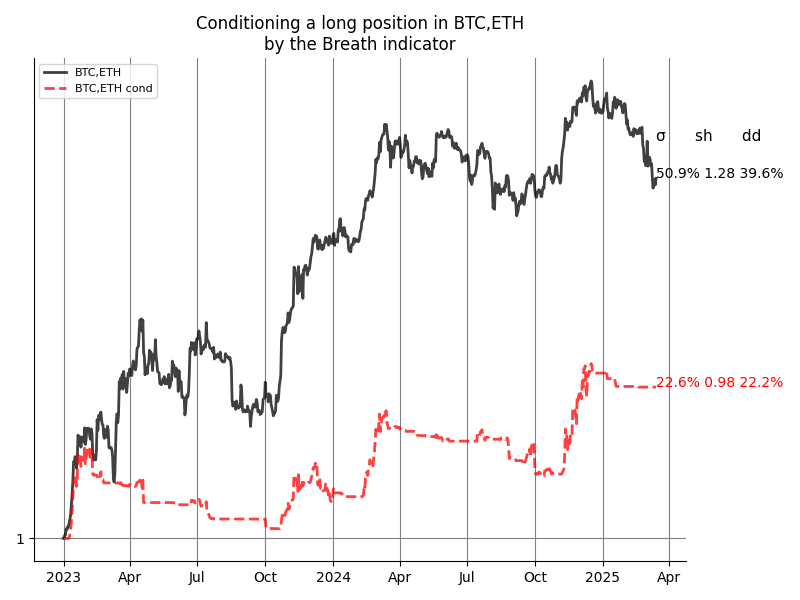 Conditioning a long position in BTC,ETH
by the Breath indicator
BTC,ETH
BTC,ETH cond
σ sh dd
50.9% 1.28 39.6%
22.6% 0.98 22.2%
1
2023 Apr Jul Oct 2024 Apr Jul Oct 2025 Apr